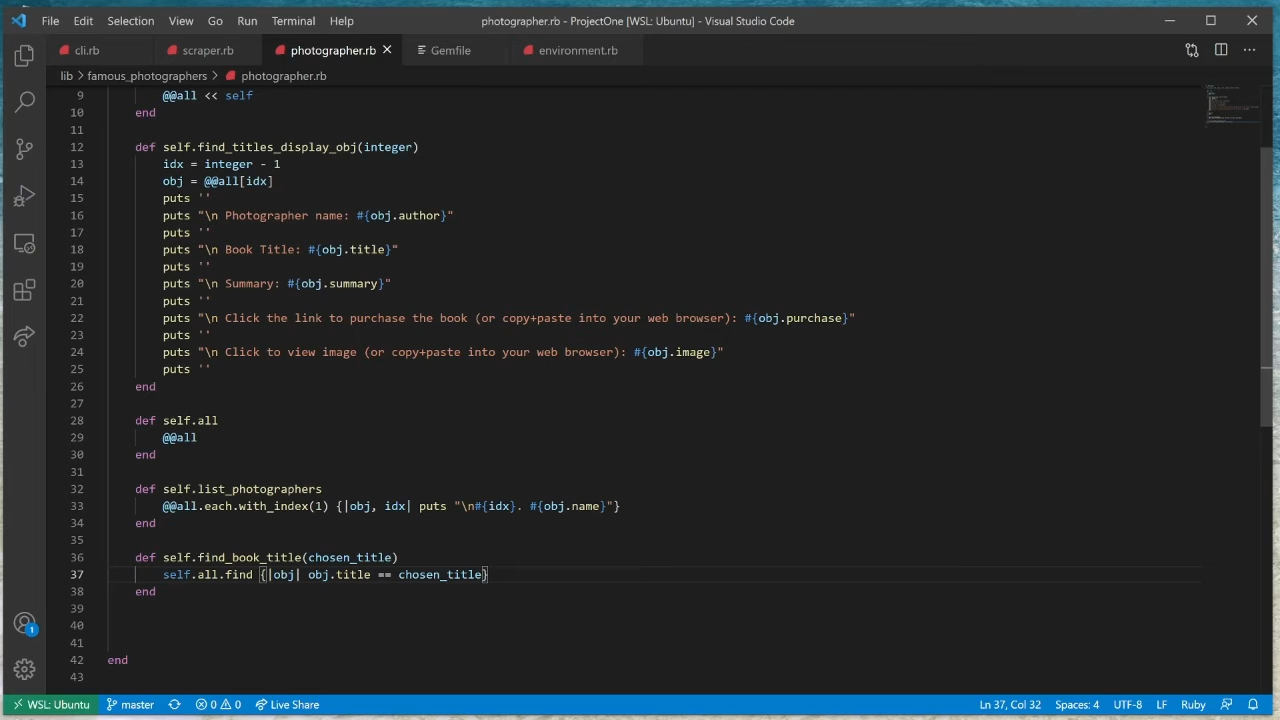 File Edit Selection View Go Run Terminal Help photographer.rb - ProjectOne [WSL: Ubuntu] - Visual Studio Code
cli.rb scraper.rb photographer.rb Gemfile environment.rb
lib > famous_photographers > photographer.rb
9 @@all << self
10 end
11
12 def self.find_titles_display_obj(integer)
13 idx = integer - 1
14 obj = @@all[idx]
15 puts ''
16 puts "\n Photographer name: #{obj.author}"
17 puts ''
18 puts "\n Book Title: #{obj.title}"
19 puts ''
20 puts "\n Summary: #{obj.summary}"
21 puts ''
22 puts "\n Click the link to purchase the book (or copy+paste into your web browser): #{obj.purchase}"
23 puts ''
24 puts "\n Click to view image (or copy+paste into your web browser): #{obj.image}"
25 puts ''
26 end
27
28 def self.all
29 @@all
30 end
31
32 def self.list_photographers
33 @@all.each.with_index(1) {|obj, idx| puts "\n#{idx}. #{obj.name}"}
34 end
35
36 def self.find_book_title(chosen_title)
37 self.all.find {|obj| obj.title == chosen_title}
38 end
39
40
41
42 end
43
1
WSL: Ubuntu master 0 0 Live Share Ln 37, Col 32 Spaces: 4 UTF-8 LF Ruby